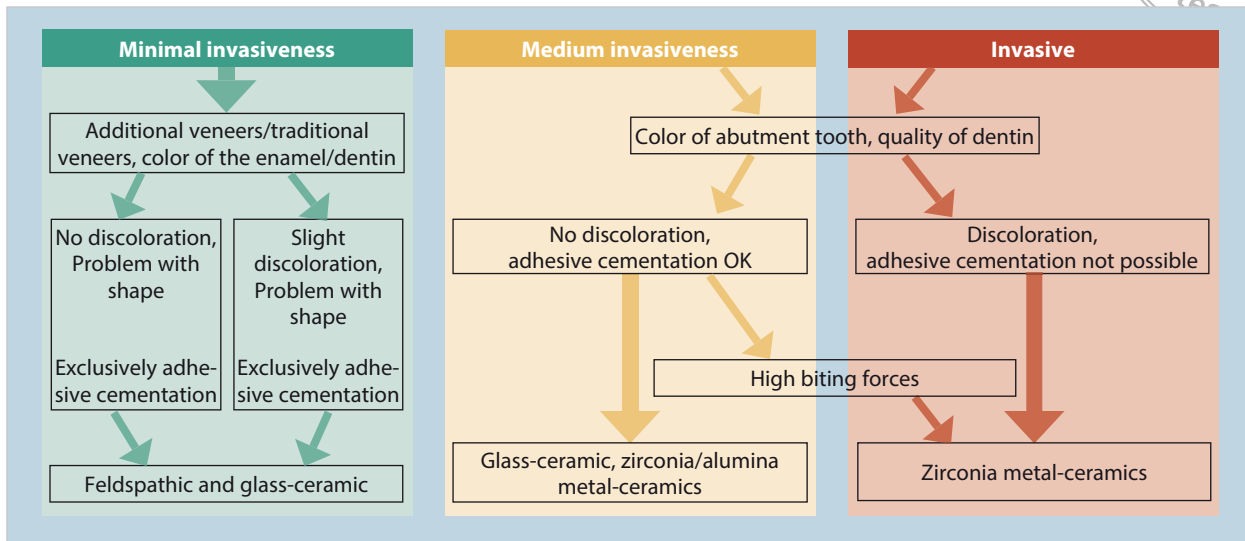 Minimal invasiveness
Additional veneers/traditional
veneers, color of the enamel/dentin
No discoloration,
Problem with
shape
Exclusively adhe-
sive cementation
Slight
discoloration,
Problem with
shape
Exclusively adhe-
sive cementation
Feldspathic and glass-ceramic
Medium invasiveness
Invasive
Color of abutment tooth, quality of dentin
No discoloration,
adhesive cementation OK
Discoloration,
adhesive cementation not possible
High biting forces
Glass-ceramic, zirconia/alumina
metal-ceramics
Zirconia metal-ceramics